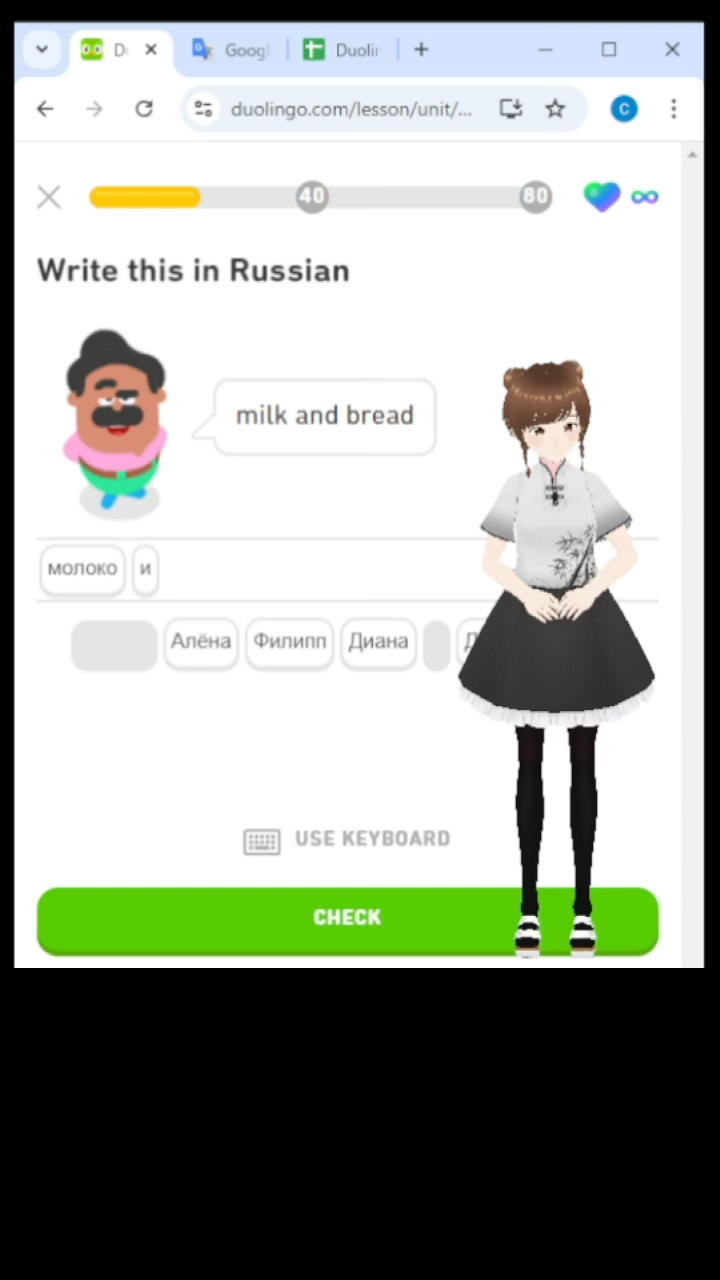 Googl
Duolin
duolingo.com/lesson/unit/...
C
40
80
Write this in Russian
milk and bread
молоко и
Алёна Филипп Диана
USE KEYBOARD
CHECK